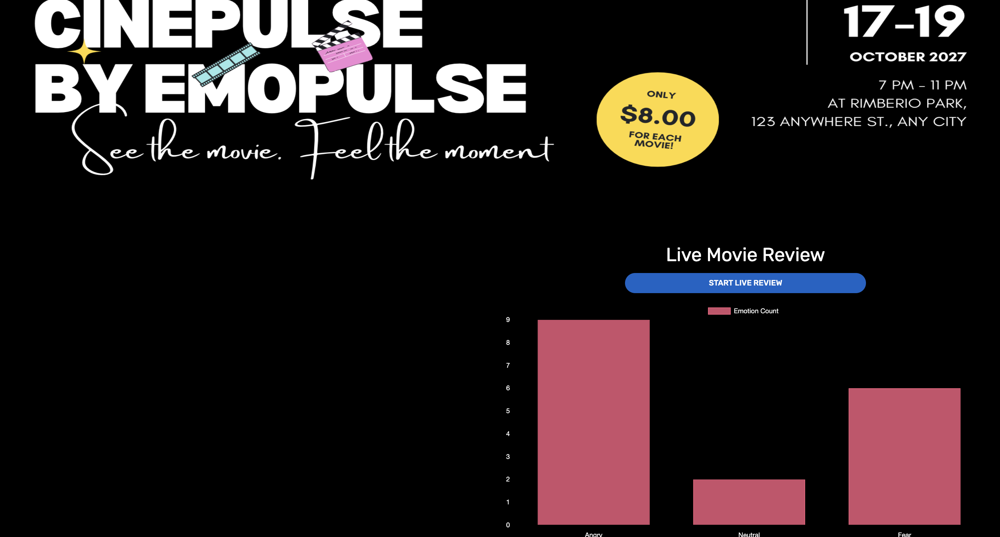 CINEPULSE
BY EMOPULSE
See the movie. Feel the moment
17–19
OCTOBER 2027
7 PM – 11 PM
AT RIMBERIO PARK,
123 ANYWHERE ST., ANY CITY
ONLY
$8.00
FOR EACH
MOVIE!
Live Movie Review
START LIVE REVIEW
Emotion Count
9
8
7
6
5
4
3
2
1
0
Angry
Neutral
Fear